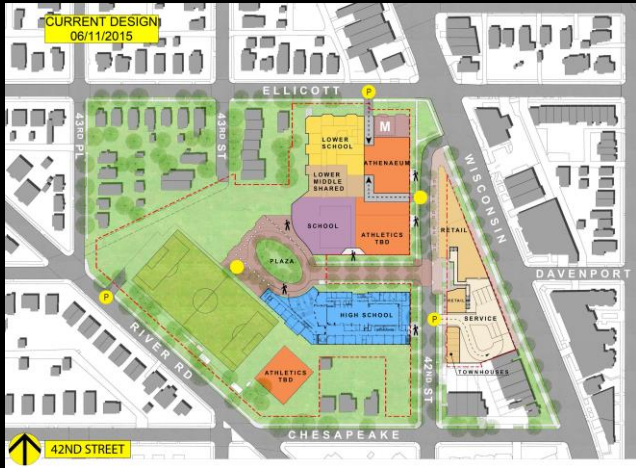 CURRENT DESIGN
06/11/2015
ELLICOTT
P
43RD PL
43RD ST
M
LOWER
SCHOOL
ATHENAEUM
LOWER
MIDDLE
SHARED
WISCONSIN
SCHOOL
ATHLETICS
TBD
RETAIL
PLAZA
DAVENPORT
P
RETAIL
RIVER RD
HIGH SCHOOL
P
SERVICE
ATHLETICS
TBD
42ND ST
TOWNHOUSES
CHESAPEAKE
42ND STREET